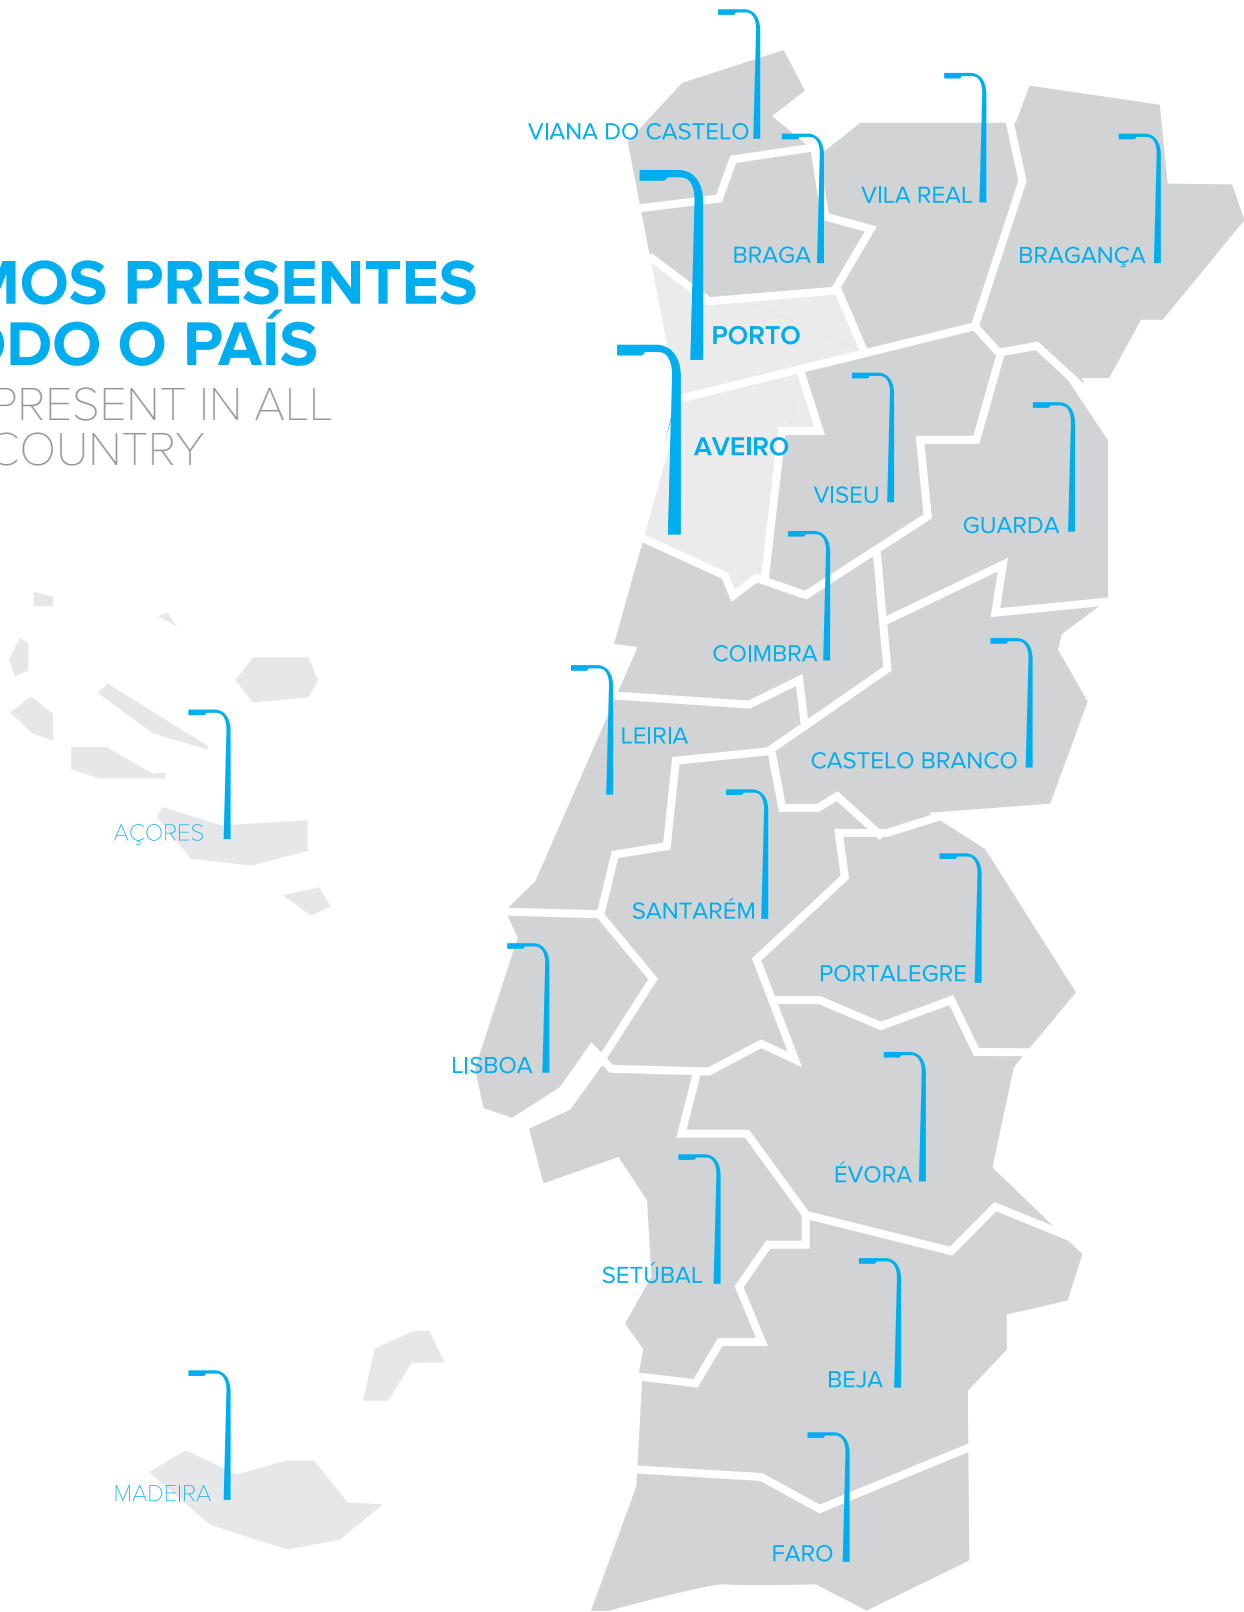 VIANA DO CASTELO
VILA REAL
BRAGA
BRAGANÇA
MOS PRESENTES
ODO O PAÍS
PRESENT IN ALL
COUNTRY
PORTO
AVEIRO
VISEU
GUARDA
COIMBRA
LEIRIA
CASTELO BRANCO
AÇORES
SANTARÉM
PORTALEGRE
LISBOA
ÉVORA
SETÚBAL
BEJA
MADEIRA
FARO